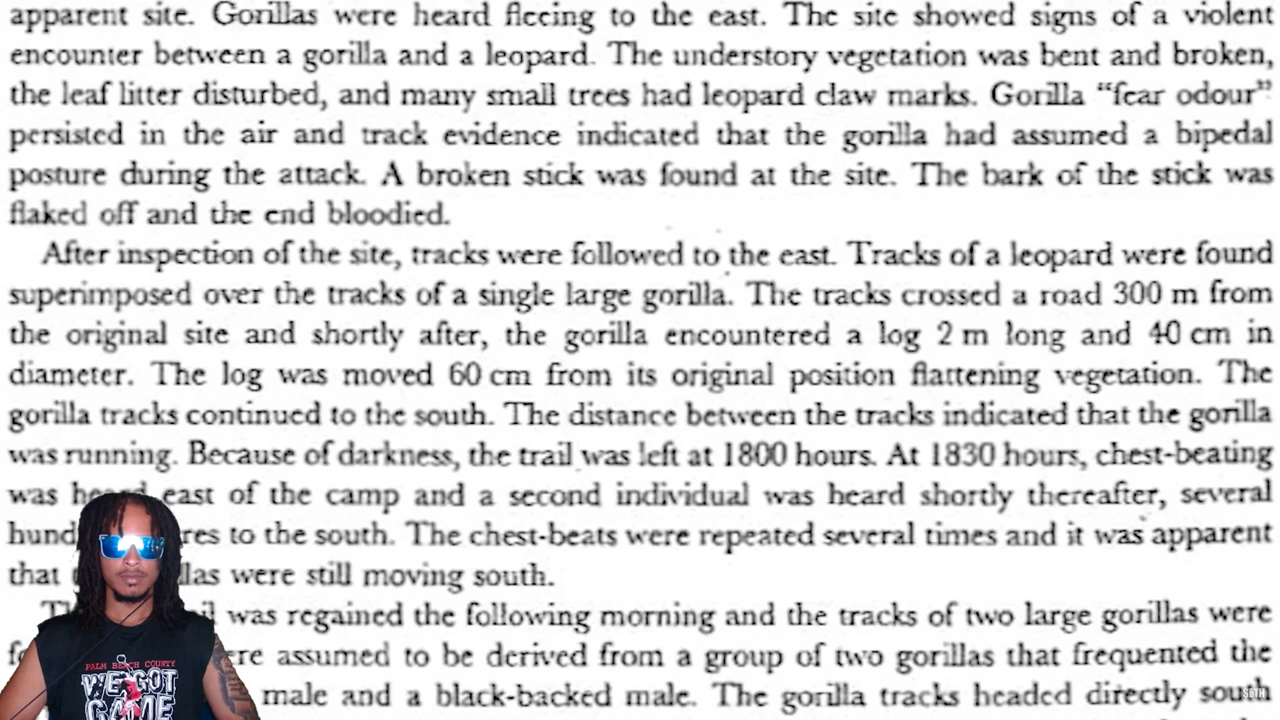 apparent site. Gorillas were heard fleeing to the east. The site showed signs of a violent
encounter between a gorilla and a leopard. The understory vegetation was bent and broken,
the leaf litter disturbed, and many small trees had leopard claw marks. Gorilla “fear odour”
persisted in the air and track evidence indicated that the gorilla had assumed a bipedal
posture during the attack. A broken stick was found at the site. The bark of the stick was
flaked off and the end bloodied.
After inspection of the site, tracks were followed to the east. Tracks of a leopard were found
superimposed over the tracks of a single large gorilla. The tracks crossed a road 300 m from
the original site and shortly after, the gorilla encountered a log 2 m long and 40 cm in
diameter. The log was moved 60 cm from its original position flattening vegetation. The
gorilla tracks continued to the south. The distance between the tracks indicated that the gorilla
was running. Because of darkness, the trail was left at 1800 hours. At 1830 hours, chest-beating
was heard east of the camp and a second individual was heard shortly thereafter, several
to the south. The chest-beats were repeated several times and it was apparent
that were still moving south.
was regained the following morning and the tracks of two large gorillas were
assumed to be derived from a group of two gorillas that frequented the
male and a black-backed male. The gorilla tracks headed directly south
SETH
PALM BEACH COUNTY
WE GOT
GAME